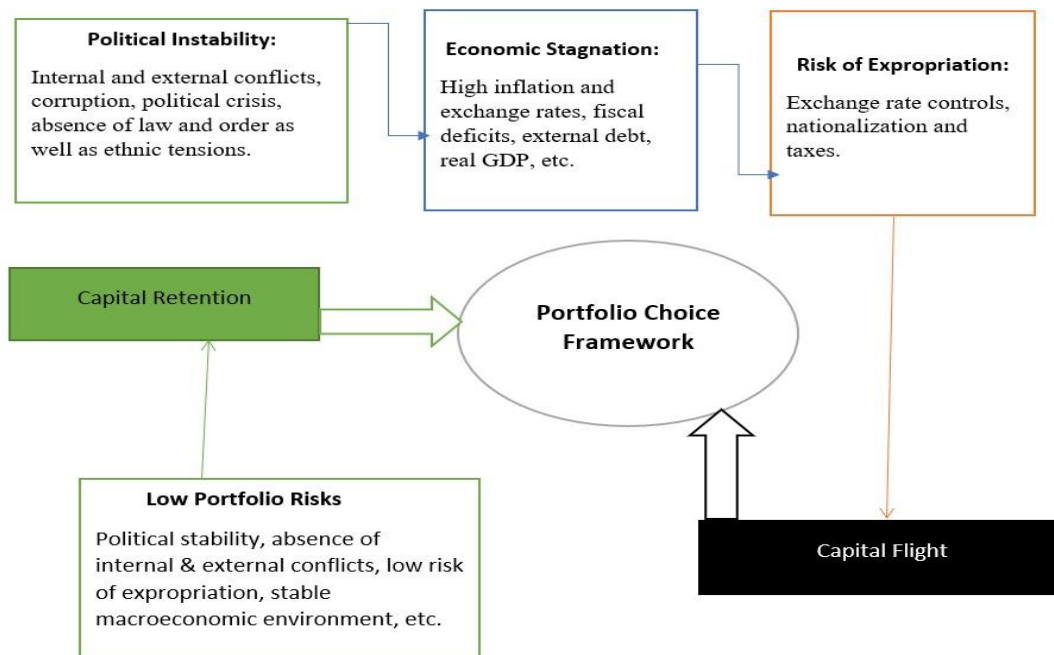 Political Instability:
Internal and external conflicts,
corruption, political crisis,
absence of law and order as
well as ethnic tensions.
Economic Stagnation:
High inflation and
exchange rates, fiscal
deficits, external debt,
real GDP, etc.
Risk of Expropriation:
Exchange rate controls,
nationalization and
taxes.
Capital Retention
Portfolio Choice
Framework
Low Portfolio Risks
Political stability, absence of
internal & external conflicts, low risk
of expropriation, stable
macroeconomic environment, etc.
Capital Flight